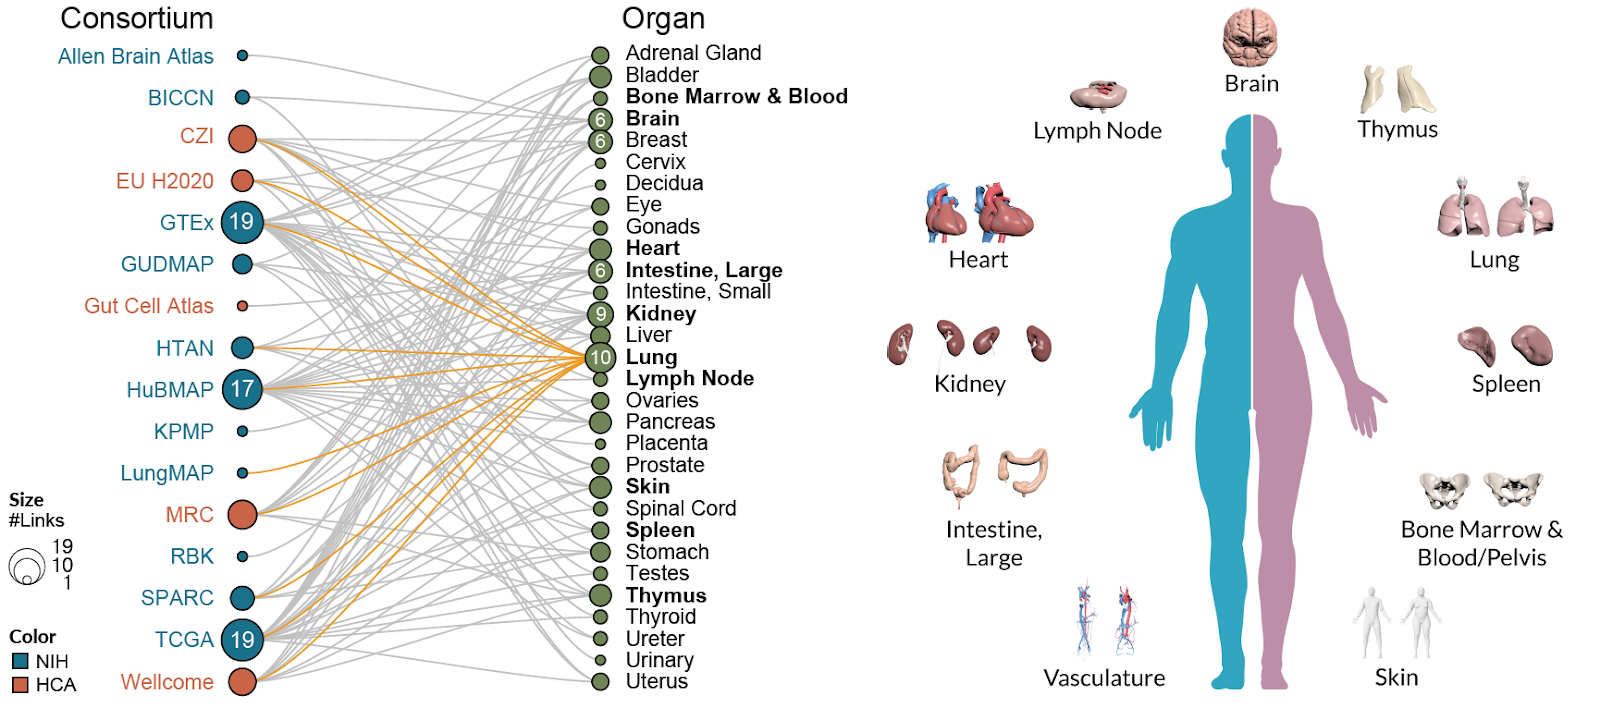 Consortium
Allen Brain Atlas
BICCN
CZI
EU H2020
GTEx
19
GUDMAP
Gut Cell Atlas
HTAN
HuBMAP
17
KPMP
LungMAP
MRC
RBK
SPARC
TCGA
19
Wellcome
Size
#Links
19
10
1
Color
NIH
HCA
Organ
Adrenal Gland
Bladder
Bone Marrow & Blood
6
Brain
6
Breast
Cervix
Decidua
Eye
Gonads
Heart
6
Intestine, Large
Intestine, Small
9
Kidney
Liver
10
Lung
Lymph Node
Ovaries
Pancreas
Placenta
Prostate
Skin
Spinal Cord
Spleen
Stomach
Testes
Thymus
Thyroid
Ureter
Urinary
Uterus
Brain
Lymph Node
Thymus
Heart
Lung
Kidney
Spleen
Intestine,
Large
Bone Marrow &
Blood/Pelvis
Vasculature
Skin